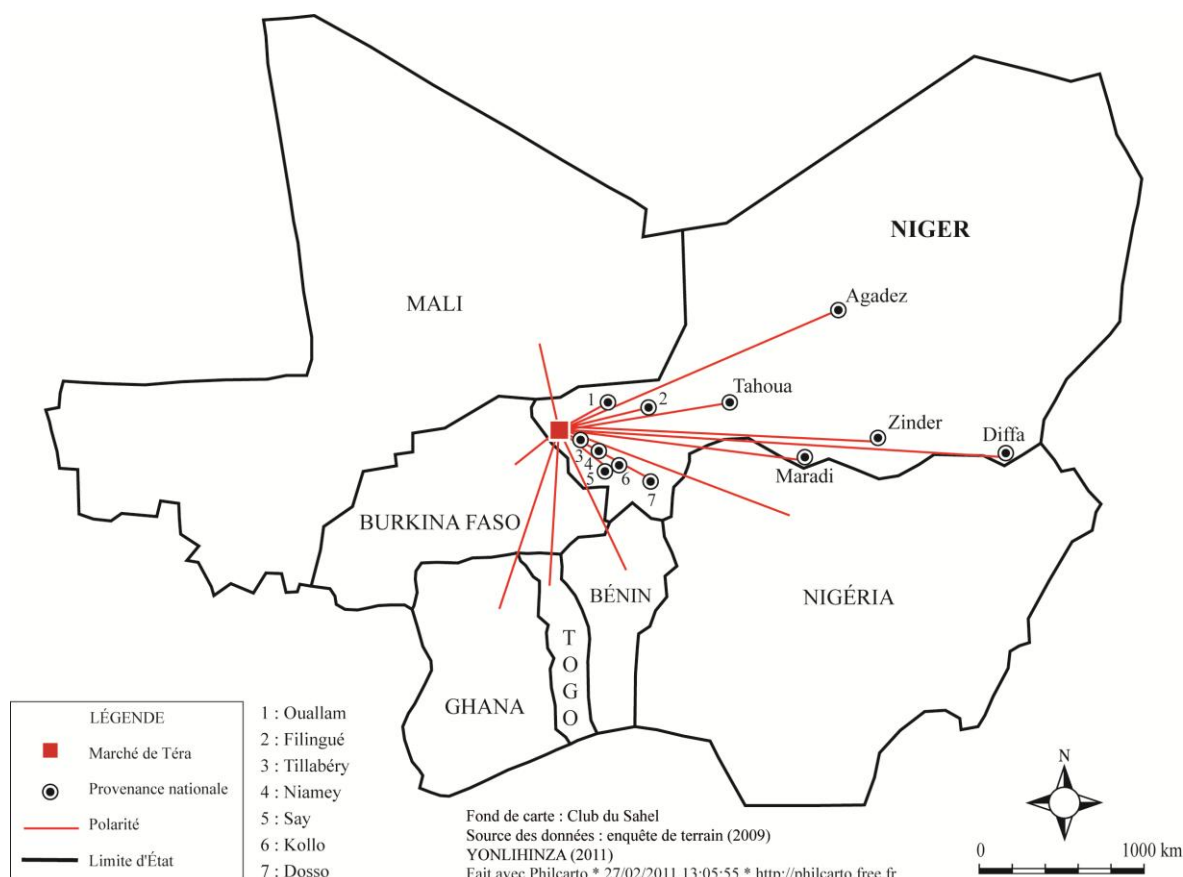 NIGER
Agadez
MALI
Tahoua
1
2
Zinder
Diffa
3
4
Maradi
5
6
7
BURKINA FASO
BÉNIN
NIGÉRIA
TOGO
GHANA
LÉGENDE
Marché de Téra
Provenance nationale
Polarité
Limite d'État
1 : Ouallam
2 : Filingué
3 : Tillabéry
4 : Niamey
5 : Say
6 : Kollo
7 : Dosso
Fond de carte : Club du Sahel
Source des données : enquête de terrain (2009)
YONLIHINZA (2011)
Fait avec Philcarto * 27/02/2011 13:05:55 * http://philcarto.free.fr
N
0 1000 km